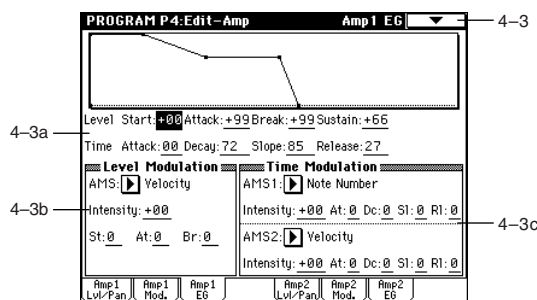 PROGRAM P4:Edit-Amp Amp1 EG
4–3
Level Start:+00 Attack:+99 Break:+99 Sustain:+66
4–3a
Time Attack:00 Decay:72 Slope:85 Release:27
Level Modulation Time Modulation
AMS: Velocity AMS1: Note Number
4–3b
Intensity:+00 Intensity:+00 At:0 Dc:0 Sl:0 Rl:0
4–3c
St:0 At:0 Br:0 AMS2: Velocity
Intensity:+00 At:0 Dc:0 Sl:0 Rl:0
Amp1 Lvl/Pan Amp1 Mod. Amp1 EG Amp2 Lvl/Pan Amp2 Mod. Amp2 EG